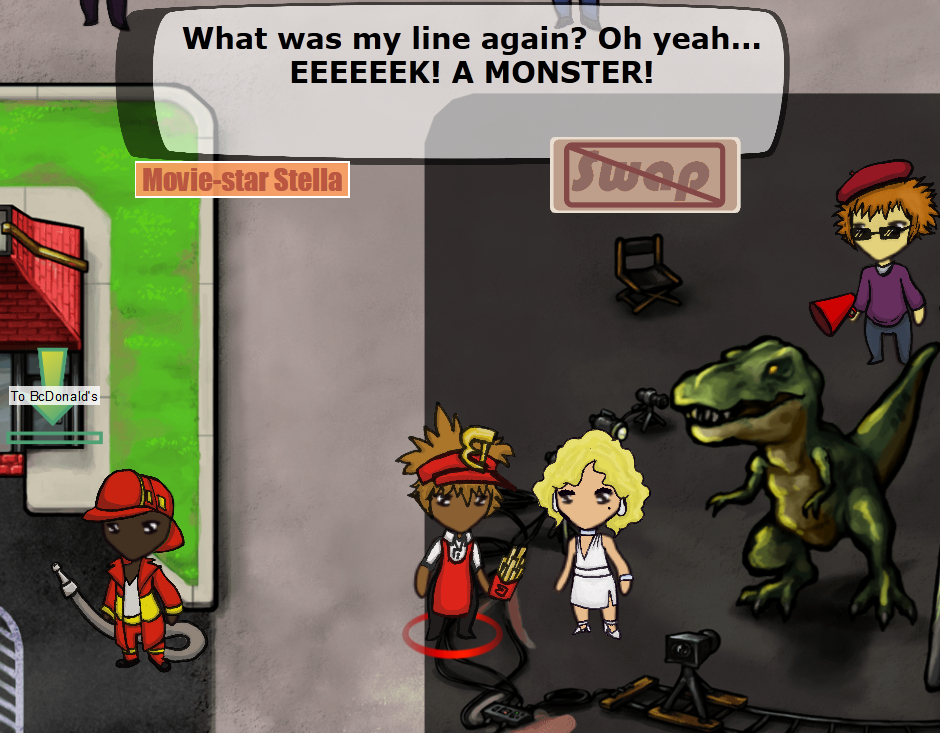 What was my line again? Oh yeah...
EEEEEEK! A MONSTER!
Movie-star Stella
Swap
To BcDonald's
B